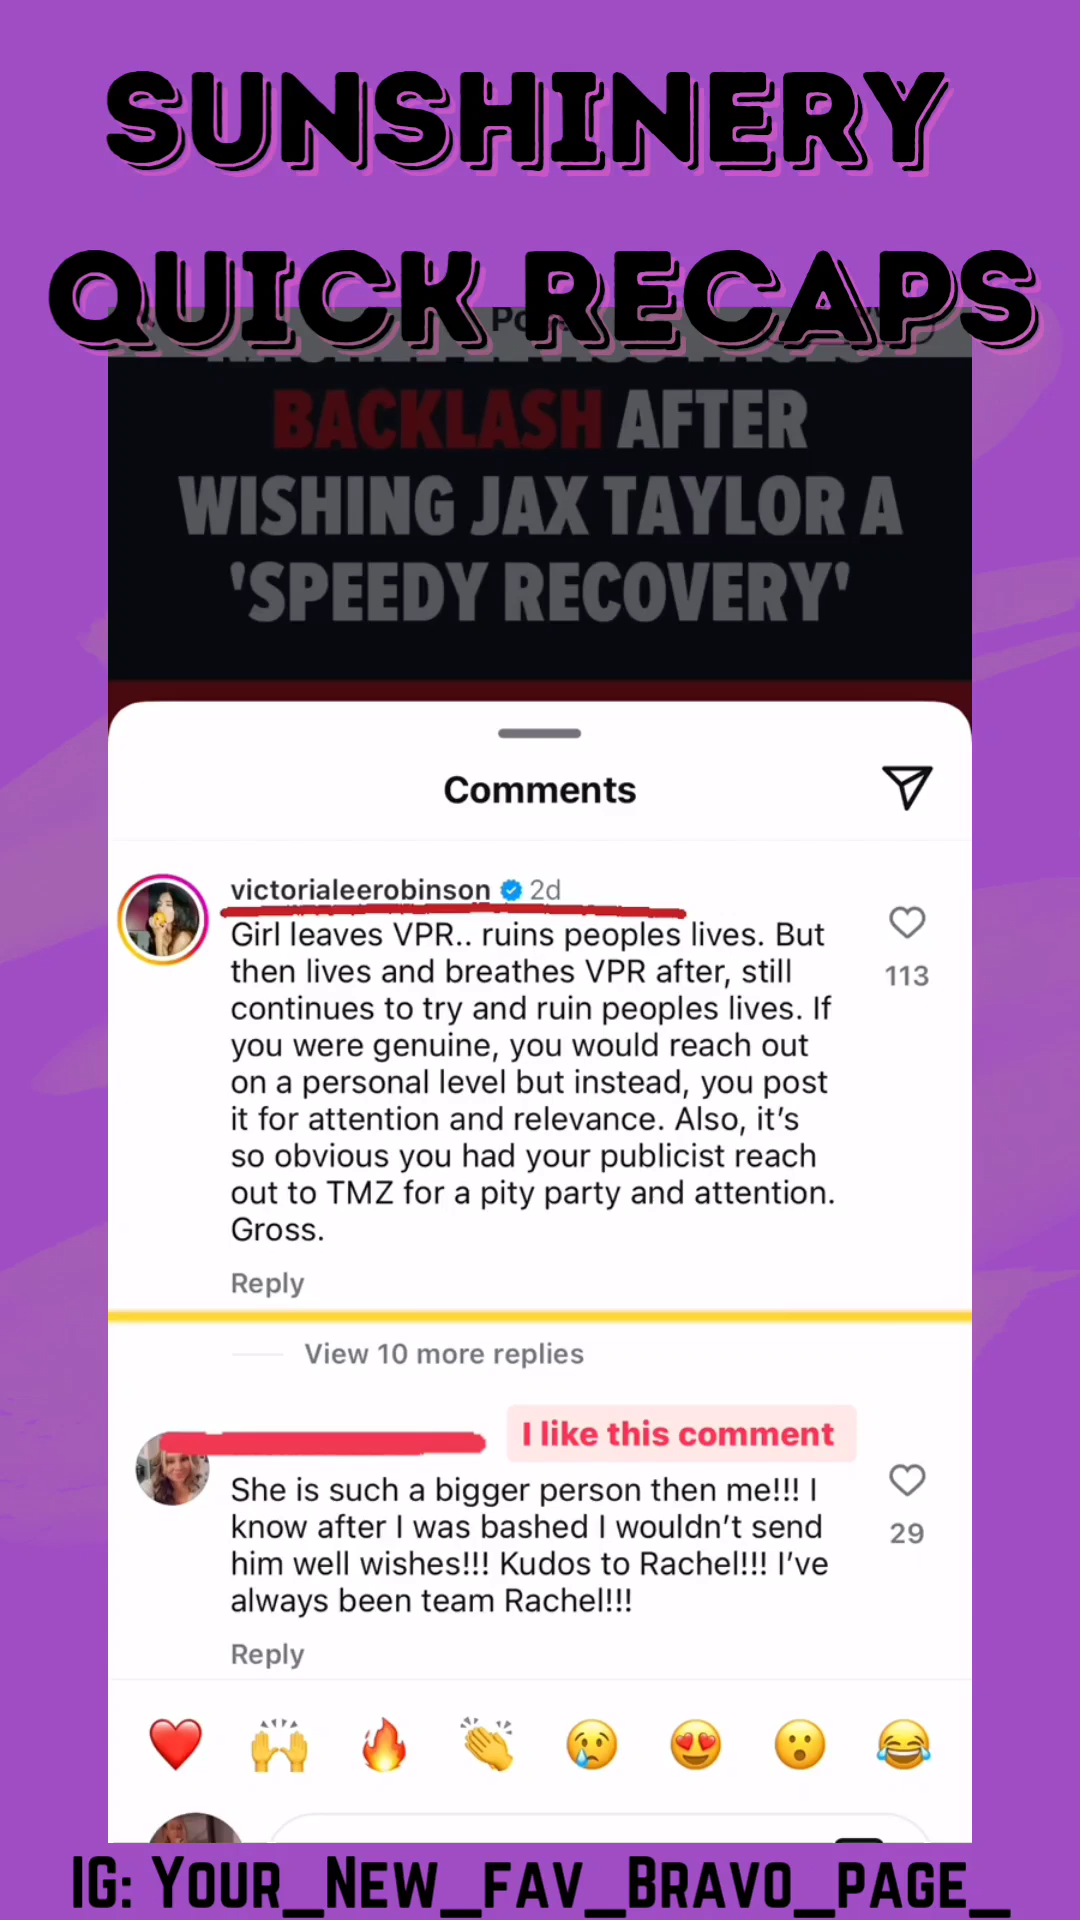 SUNSHINERY
QUICK RECAPS
BACKLASH AFTER
WISHING JAX TAYLOR A
'SPEEDY RECOVERY'
Comments
victorialeerobinson 2d
Girl leaves VPR.. ruins peoples lives. But
then lives and breathes VPR after, still
continues to try and ruin peoples lives. If
you were genuine, you would reach out
on a personal level but instead, you post
it for attention and relevance. Also, it's
so obvious you had your publicist reach
out to TMZ for a pity party and attention.
Gross.
113
Reply
View 10 more replies
I like this comment
She is such a bigger person then me!!! I
know after I was bashed I wouldn't send
him well wishes!!! Kudos to Rachel!!! I've
always been team Rachel!!!
29
Reply
IG: YOUR_NEW_FAV_BRAVO_PAGE_